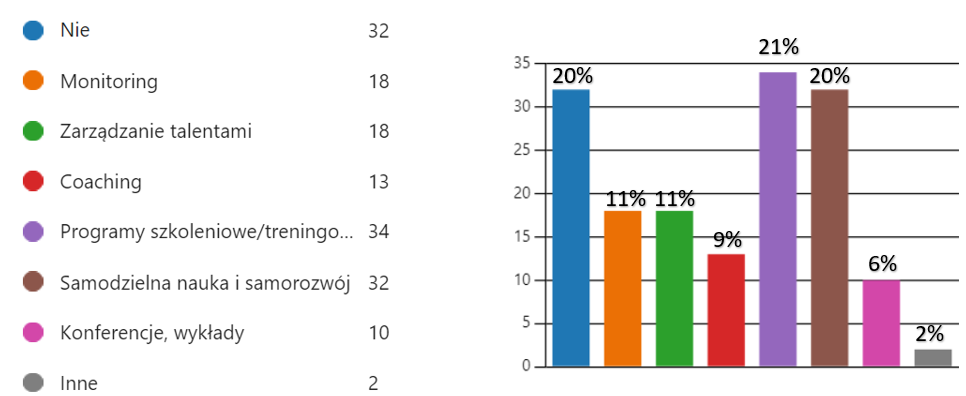 Nie 32
Monitoring 18
Zarządzanie talentami 18
Coaching 13
Programy szkoleniowe/treningo... 34
Samodzielna nauka i samorozwój 32
Konferencje, wykłady 10
Inne 2
21%
35
20% 20%
30
25
20
11% 11%
15
9%
10
6%
5
2%
0